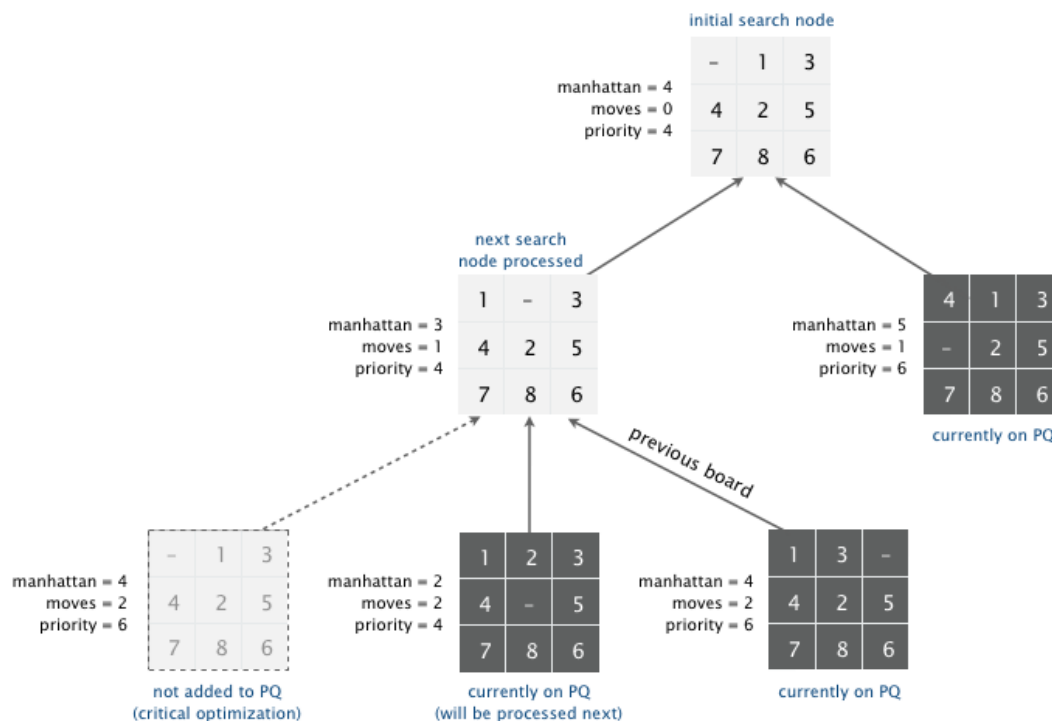 initial search node
- 1 3
4 2 5
7 8 6
manhattan = 4
moves = 0
priority = 4
next search
node processed
1 - 3
4 2 5
7 8 6
manhattan = 3
moves = 1
priority = 4
manhattan = 5
moves = 1
priority = 6
4 1 3
- 2 5
7 8 6
currently on PQ
previous board
manhattan = 4
moves = 2
priority = 6
- 1 3
4 2 5
7 8 6
not added to PQ
(critical optimization)
manhattan = 2
moves = 2
priority = 4
1 2 3
4 - 5
7 8 6
currently on PQ
(will be processed next)
manhattan = 4
moves = 2
priority = 6
1 3 -
4 2 5
7 8 6
currently on PQ